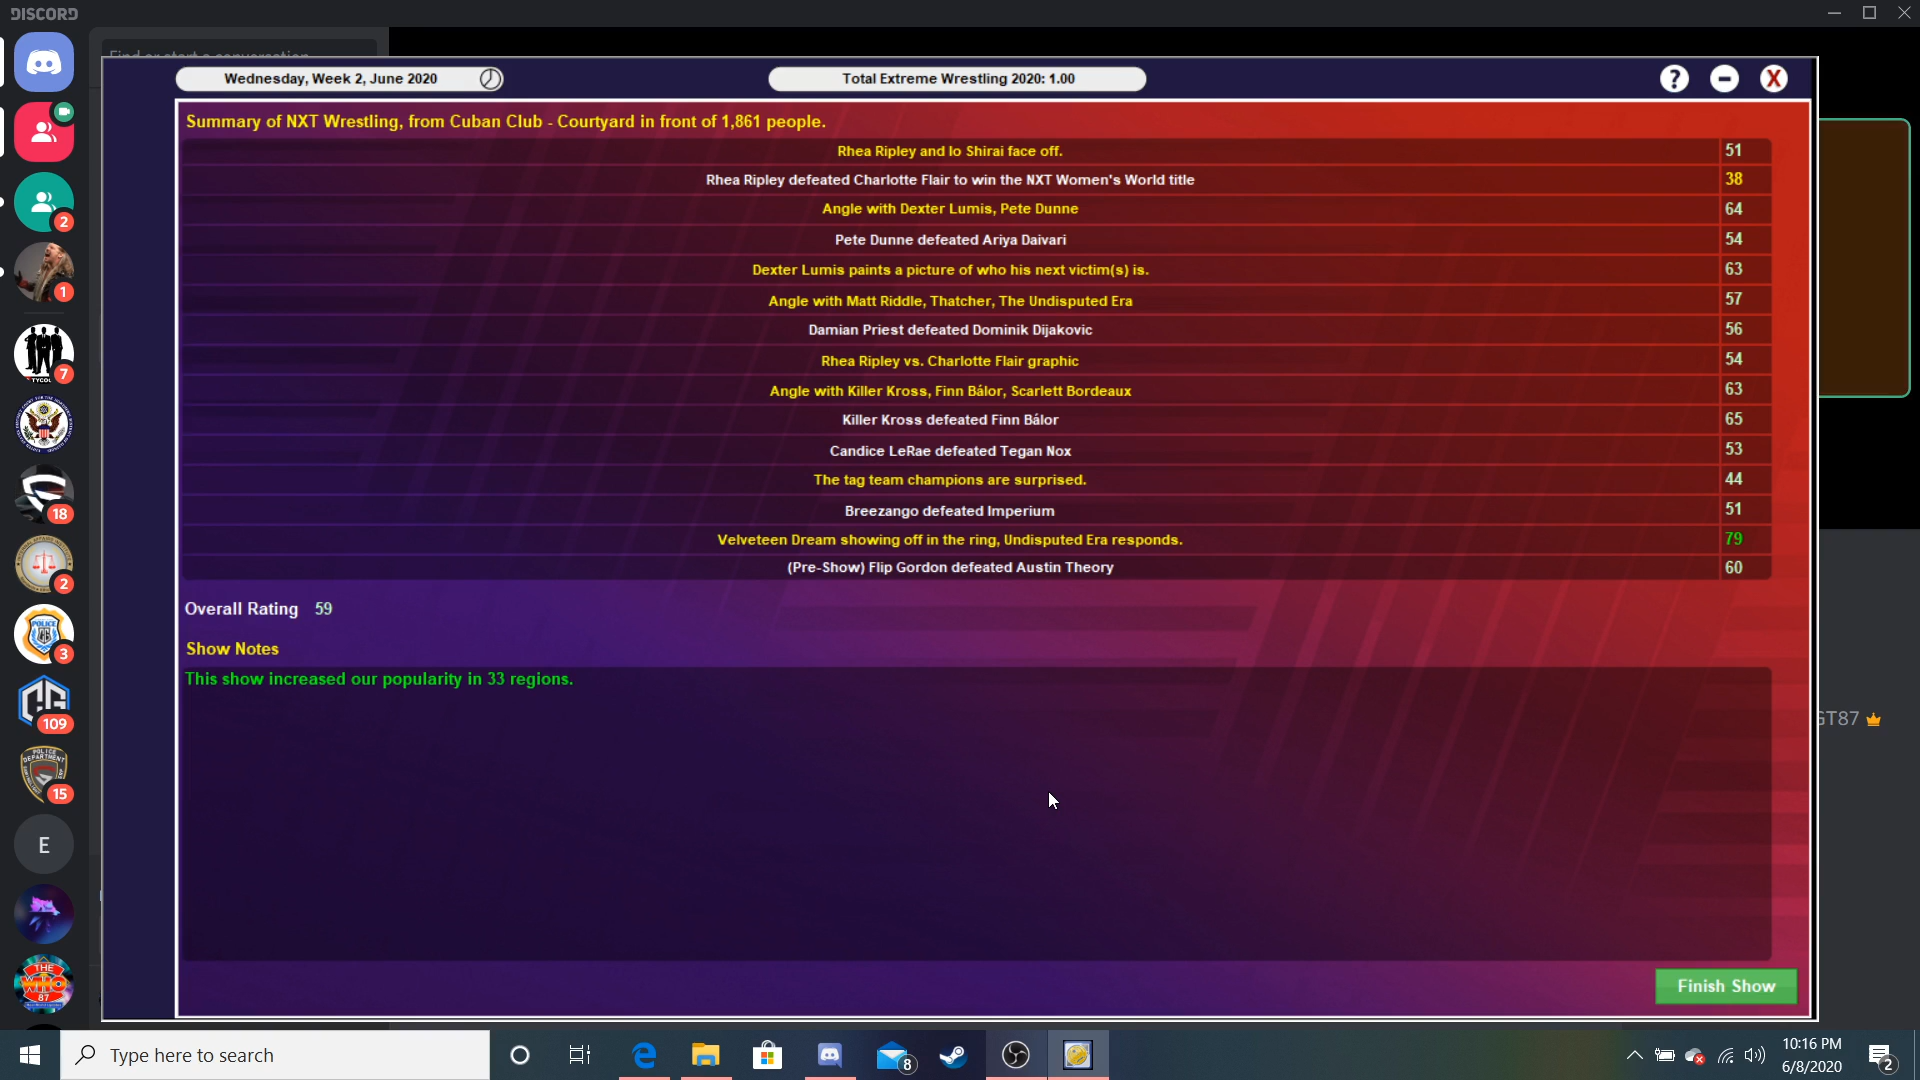 DISCORD
Find or start a conversation
Wednesday, Week 2, June 2020
Total Extreme Wrestling 2020: 1.00
?
X
Summary of NXT Wrestling, from Cuban Club - Courtyard in front of 1,861 people.
Rhea Ripley and Io Shirai face off. 51
Rhea Ripley defeated Charlotte Flair to win the NXT Women's World title 38
Angle with Dexter Lumis, Pete Dunne 64
Pete Dunne defeated Ariya Daivari 54
Dexter Lumis paints a picture of who his next victim(s) is. 63
Angle with Matt Riddle, Thatcher, The Undisputed Era 57
Damian Priest defeated Dominik Dijakovic 56
Rhea Ripley vs. Charlotte Flair graphic 54
Angle with Killer Kross, Finn Bálor, Scarlett Bordeaux 63
Killer Kross defeated Finn Bálor 65
Candice LeRae defeated Tegan Nox 53
The tag team champions are surprised. 44
Breezango defeated Imperium 51
Velveteen Dream showing off in the ring, Undisputed Era responds. 79
(Pre-Show) Flip Gordon defeated Austin Theory 60
Overall Rating 59
Show Notes
This show increased our popularity in 33 regions.
Finish Show
2
1
7
18
2
3
109
15
E
THE
WHO
87
GT87
Type here to search
8
10:16 PM
6/8/2020
2